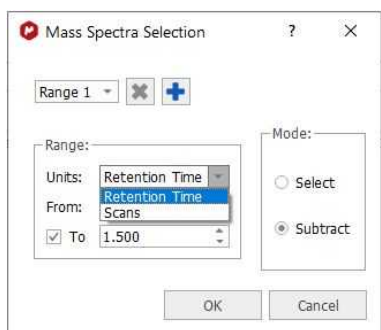 Mass Spectra Selection ?
Range 1
Range:
Units: Retention Time
Retention Time
Scans
From:
To 1.500
Mode:
Select
Subtract
OK Cancel